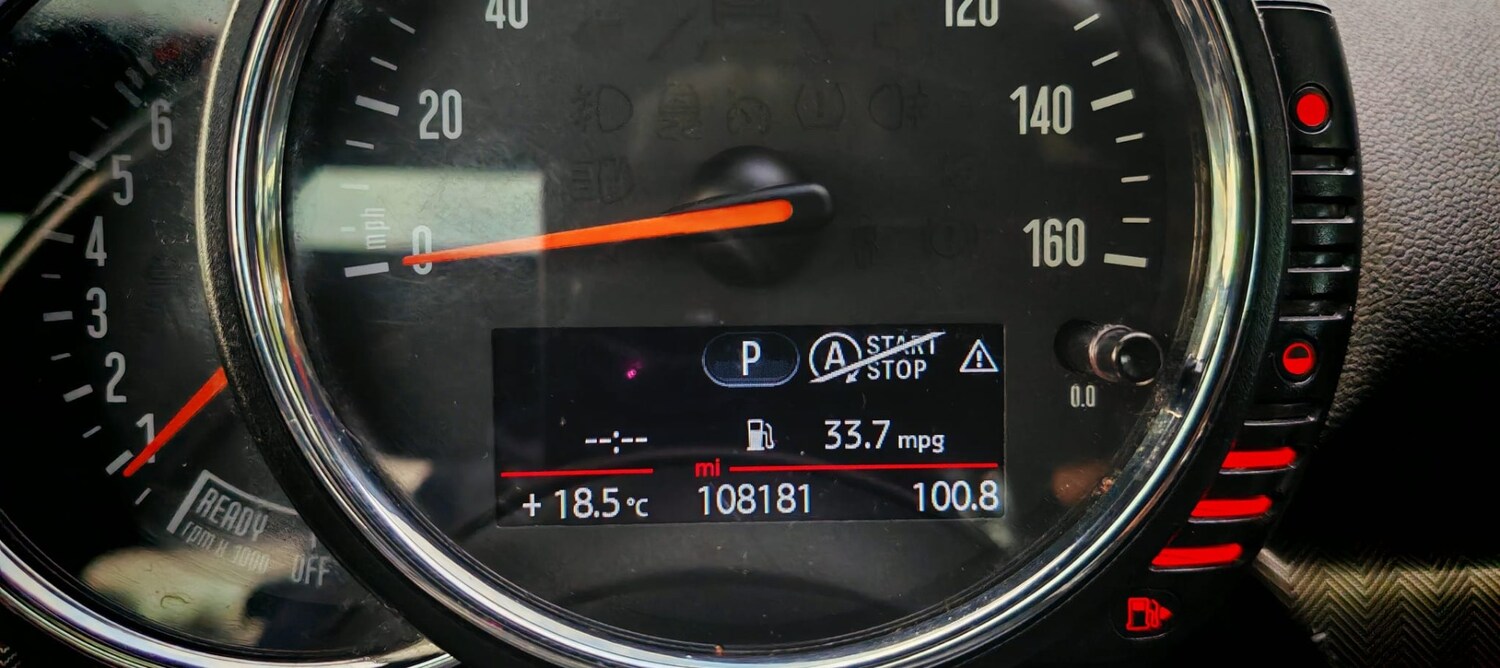 40
120
20
140
mph
0
160
6
5
4
3
2
1
READY
rpm x 1000
OFF
P
A START
STOP
--:--
33.7 mpg
0.0
mi
+ 18.5 °C
108181
100.8